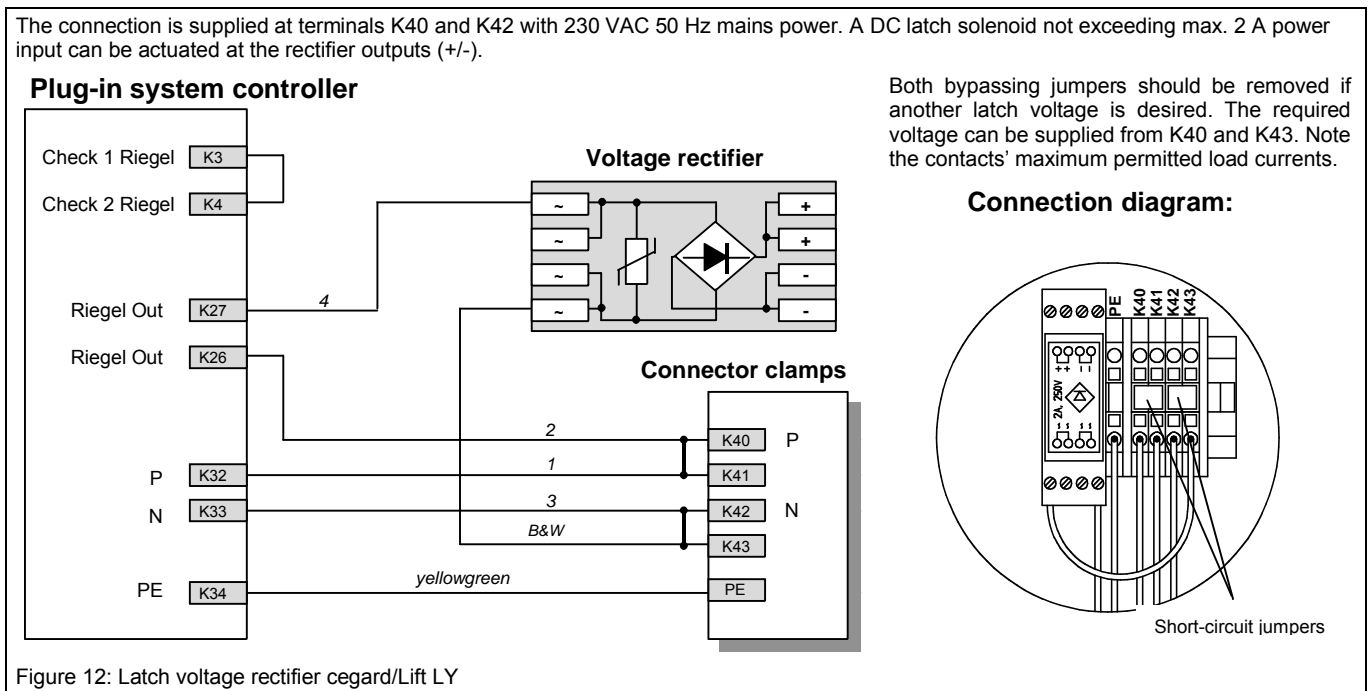 The connection is supplied at terminals K40 and K42 with 230 VAC 50 Hz mains power. A DC latch solenoid not exceeding max. 2 A power
input can be actuated at the rectifier outputs (+/-).
Plug-in system controller
Both bypassing jumpers should be removed if
another latch voltage is desired. The required
voltage can be supplied from K40 and K43. Note
the contacts' maximum permitted load currents.
Check 1 Riegel K3
Check 2 Riegel K4
Riegel Out K27
4
Riegel Out K26
P K32
N K33
PE K34
Voltage rectifier
~ +
~ +
~ -
~ -
Connector clamps
2
K40 P
1
K41
3
K42 N
B&W
K43
yellowgreen
PE
Connection diagram:
PE
K40
K41
K42
K43
+ + - -
2A, 250V
~ ~ ~ ~
Short-circuit jumpers
Figure 12: Latch voltage rectifier cegard/Lift LY